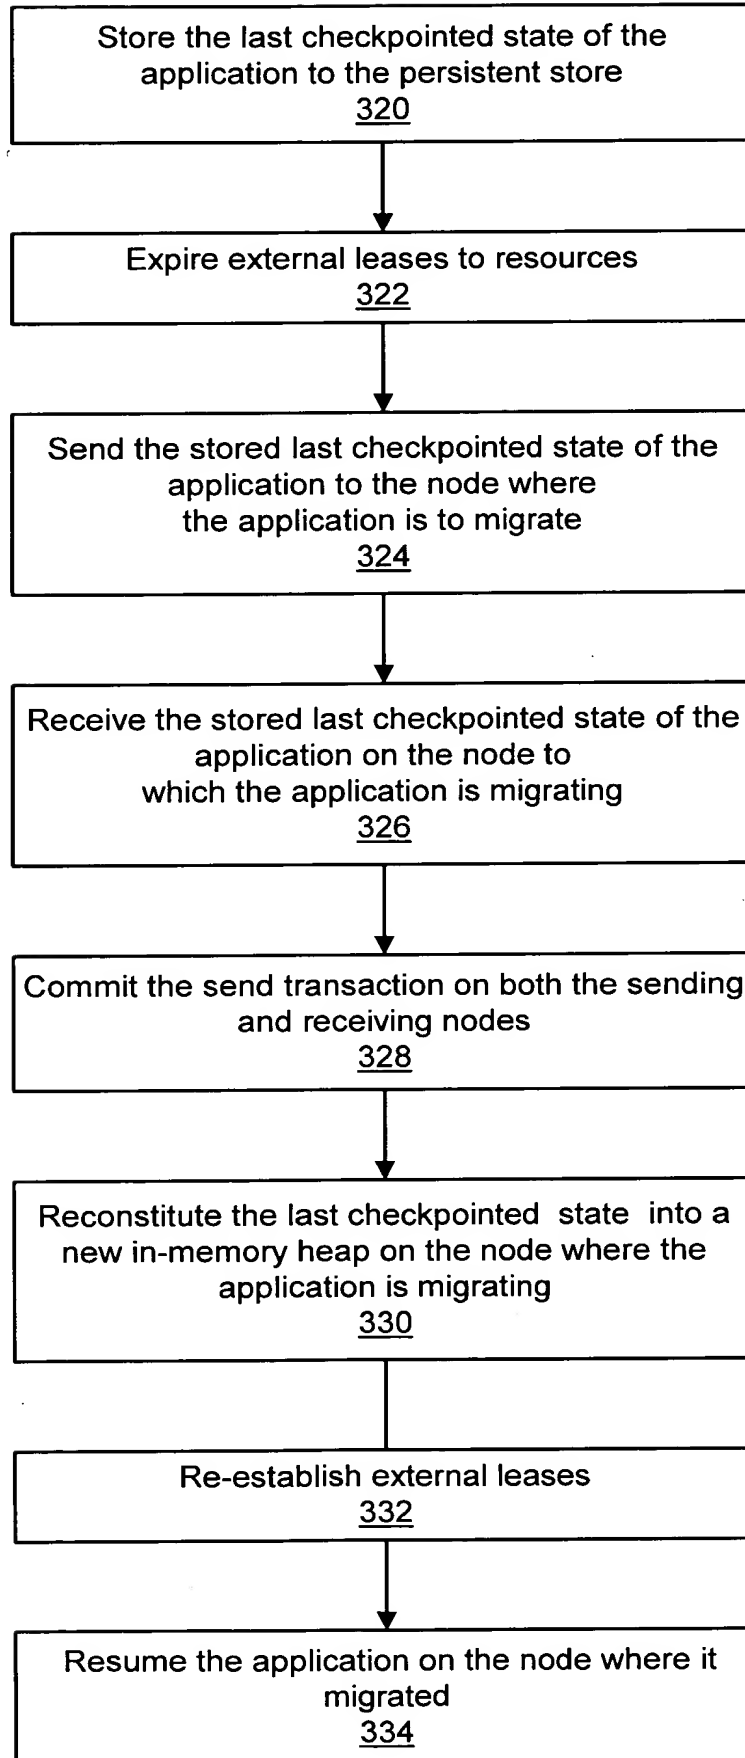 Store the last checkpointed state of the
application to the persistent store
320
Expire external leases to resources
322
Send the stored last checkpointed state of the
application to the node where
the application is to migrate
324
Receive the stored last checkpointed state of the
application on the node to
which the application is migrating
326
Commit the send transaction on both the sending
and receiving nodes
328
Reconstitute the last checkpointed state into a
new in-memory heap on the node where the
application is migrating
330
Re-establish external leases
332
Resume the application on the node where it
migrated
334